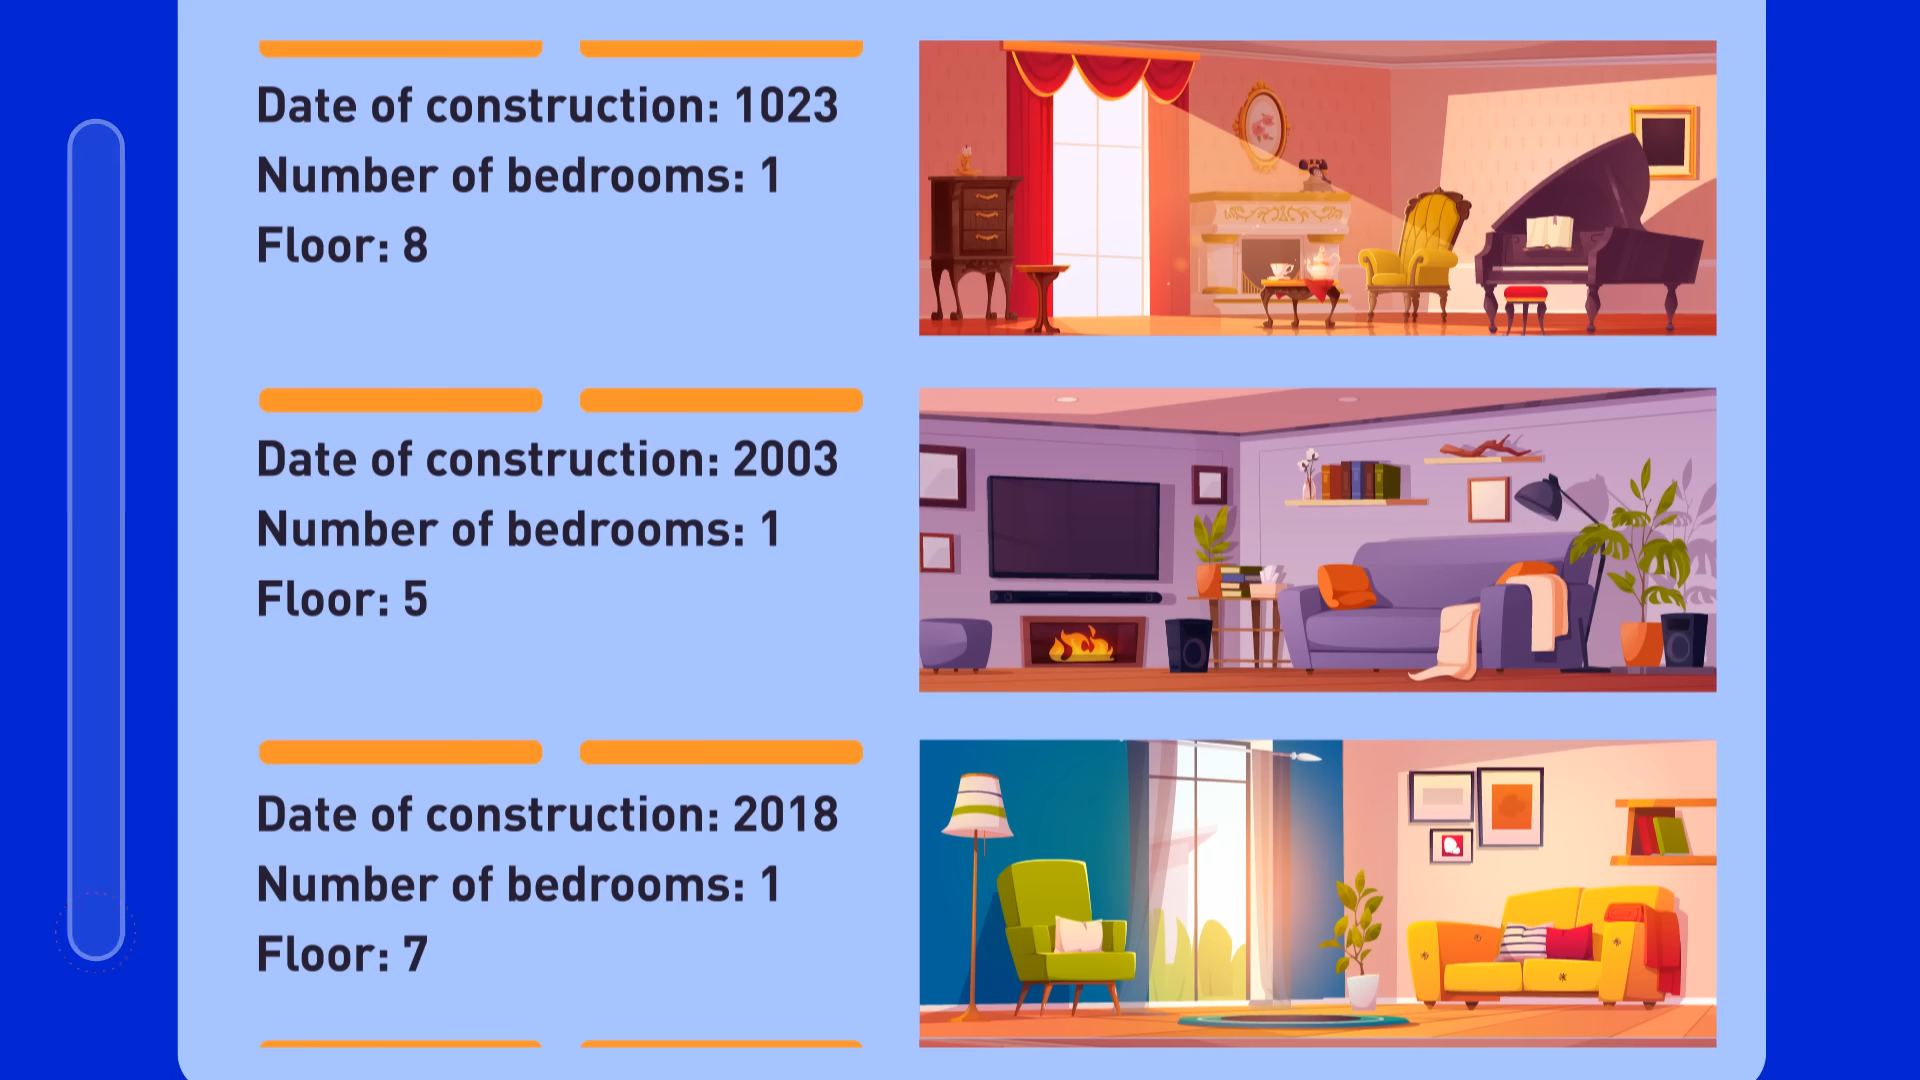 Date of construction: 1023
Number of bedrooms: 1
Floor: 8
Date of construction: 2003
Number of bedrooms: 1
Floor: 5
Date of construction: 2018
Number of bedrooms: 1
Floor: 7